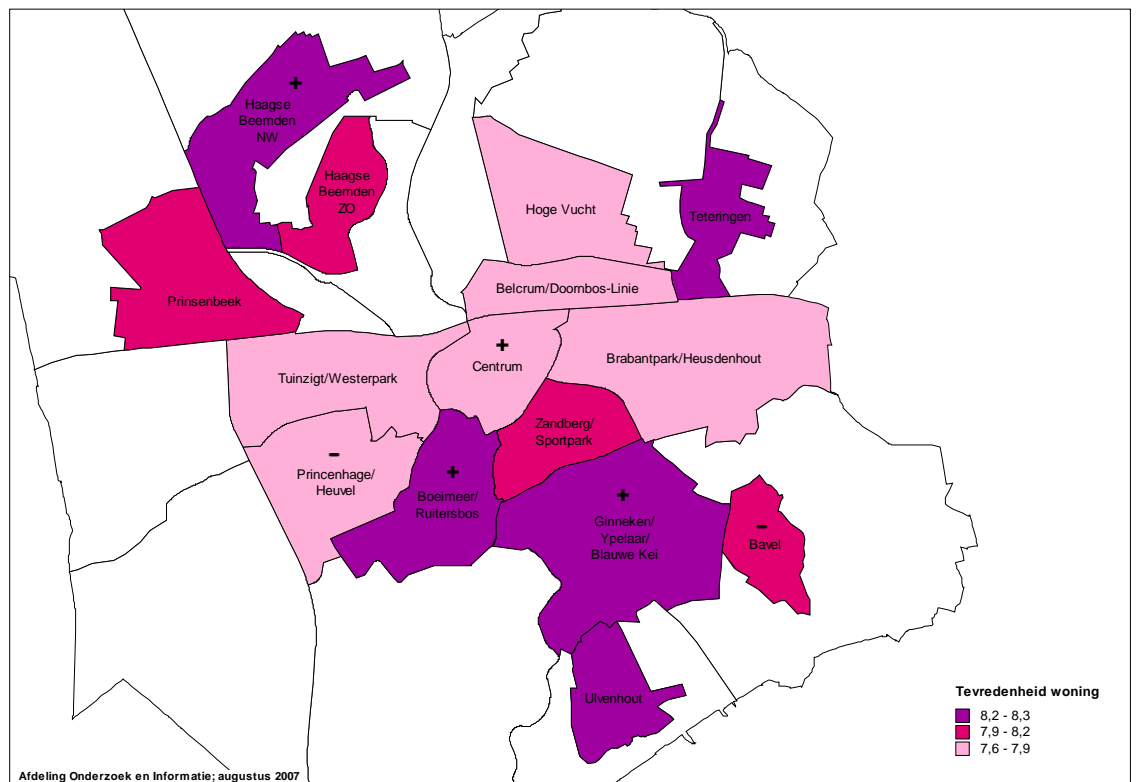 +
Haagse
Beemden
NW
Haagse
Beemden
ZO
Hoge Vucht
Teteringen
Prinsenbeek
Belcrum/Doornbos-Linie
+
Centrum
Brabantpark/Heusdenhout
Tuinzigt/Westerpark
Zandberg/
Sportpark
-
Princenhage/
Heuvel
+
Boeimeer/
Ruitersbos
+
Ginneken/
Ypelaar/
Blauwe Kei
-
Bavel
Ulvenhout
Tevredenheid woning
8,2 - 8,3
7,9 - 8,2
7,6 - 7,9
Afdeling Onderzoek en Informatie; augustus 2007